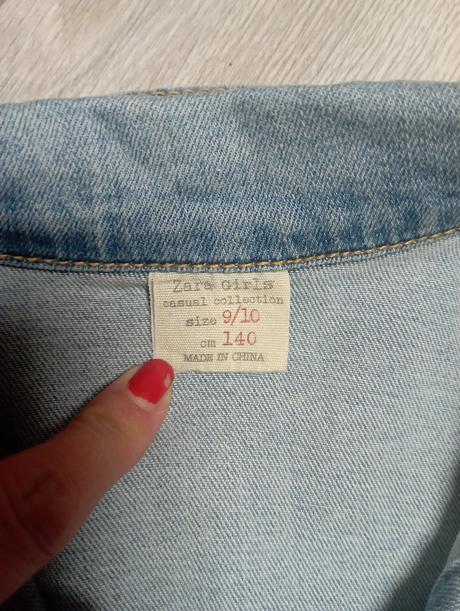 Zara Girls
casual collection
size 9/10
cm 140
MADE IN CHINA